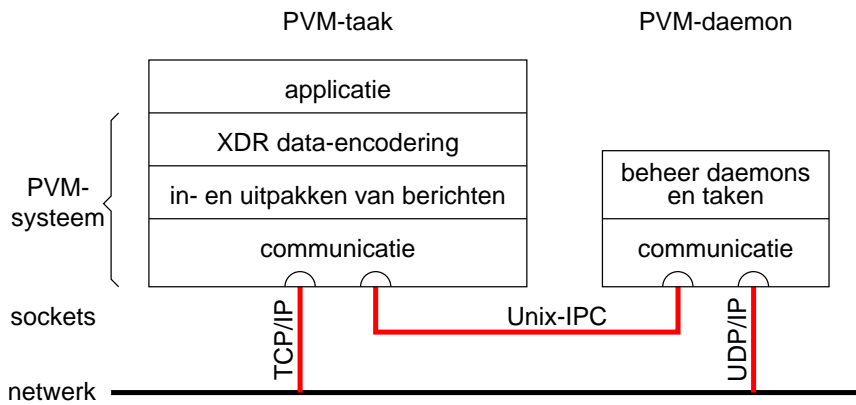 PVM-taak
PVM-daemon
applicatie
XDR data-encodering
in- en uitpakken van berichten
communicatie
PVM-
systeem
beheer daemons
en taken
communicatie
sockets
TCP/IP
Unix-IPC
UDP/IP
netwerk